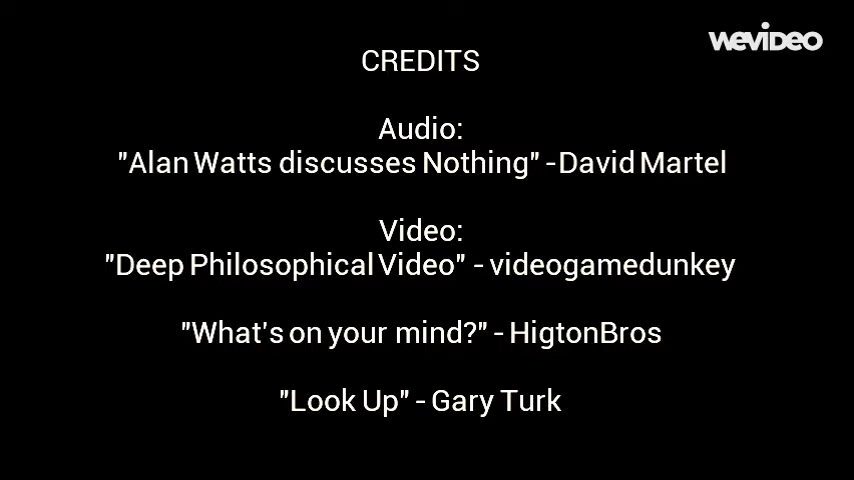 WEVIDEO
CREDITS
Audio:
"Alan Watts discusses Nothing" - David Martel
Video:
"Deep Philosophical Video" - videogamedunkey
"What's on your mind?" - HigtonBros
"Look Up" - Gary Turk